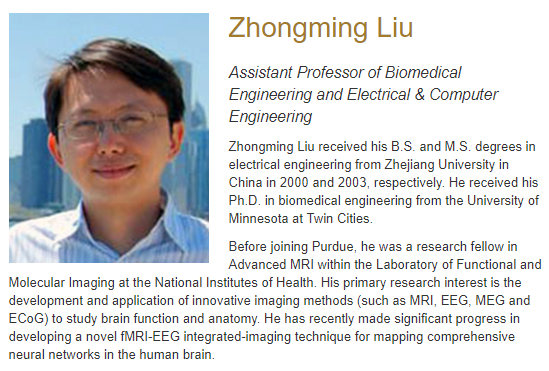 Zhongming Liu
Assistant Professor of Biomedical
Engineering and Electrical & Computer
Engineering
Zhongming Liu received his B.S. and M.S. degrees in
electrical engineering from Zhejiang University in
China in 2000 and 2003, respectively. He received his
Ph.D. in biomedical engineering from the University of
Minnesota at Twin Cities.
Before joining Purdue, he was a research fellow in
Advanced MRI within the Laboratory of Functional and
Molecular Imaging at the National Institutes of Health. His primary research interest is the
development and application of innovative imaging methods (such as MRI, EEG, MEG and
ECoG) to study brain function and anatomy. He has recently made significant progress in
developing a novel fMRI-EEG integrated-imaging technique for mapping comprehensive
neural networks in the human brain.